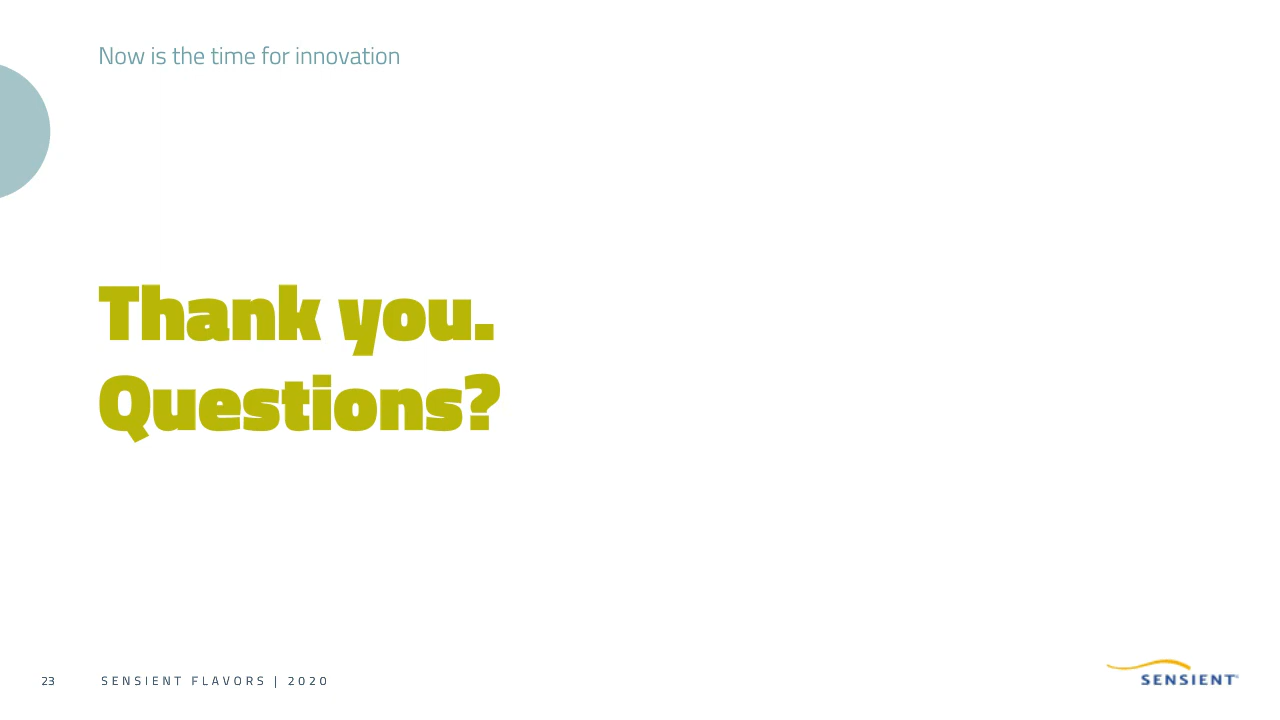 Now is the time for innovation
Thank you.
Questions?
23 SENSIENT FLAVORS | 2020
SENSIENT